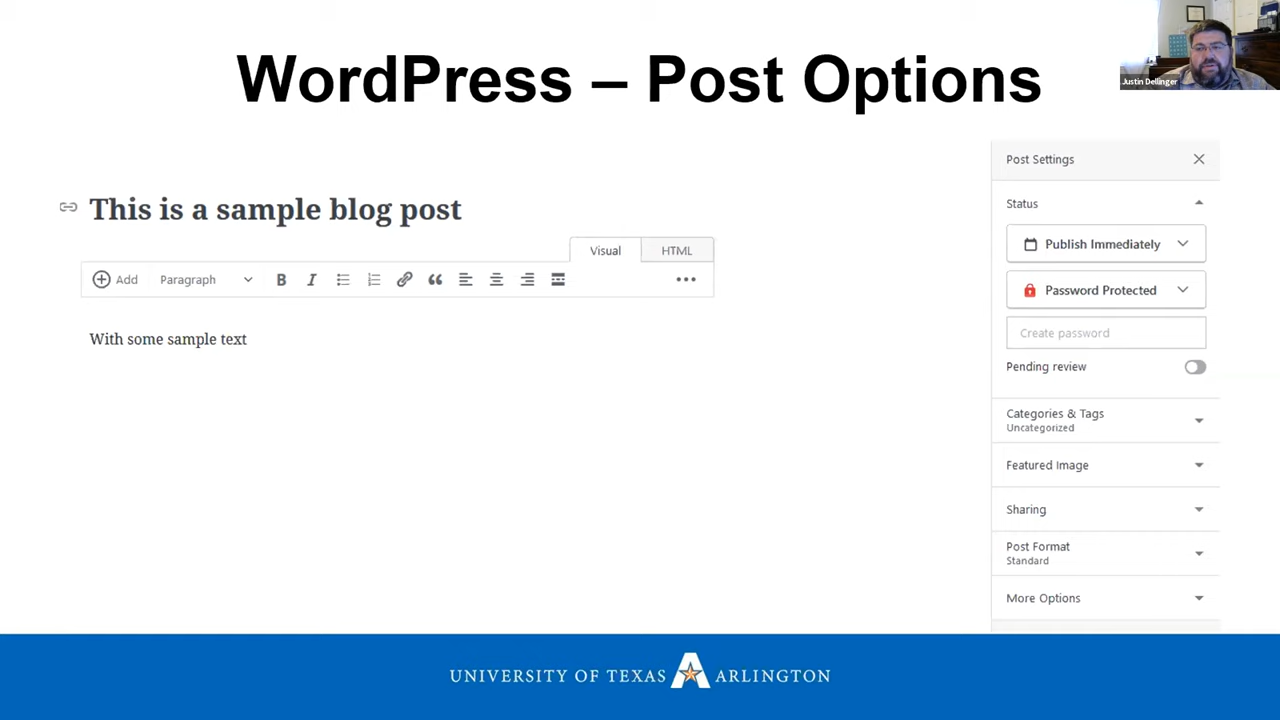 WordPress – Post Options
Justin Dellinger
This is a sample blog post
Visual HTML
Add Paragraph B I
With some sample text
Post Settings
Status
Publish Immediately
Password Protected
Create password
Pending review
Categories & Tags
Uncategorized
Featured Image
Sharing
Post Format
Standard
More Options
UNIVERSITY OF TEXAS A ARLINGTON